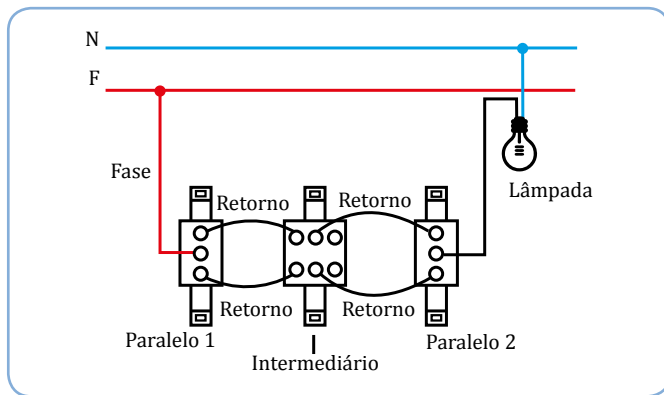 N
F
Fase
Retorno
Retorno
Lâmpada
Retorno
Retorno
Paralelo 1
Paralelo 2
Intermediário